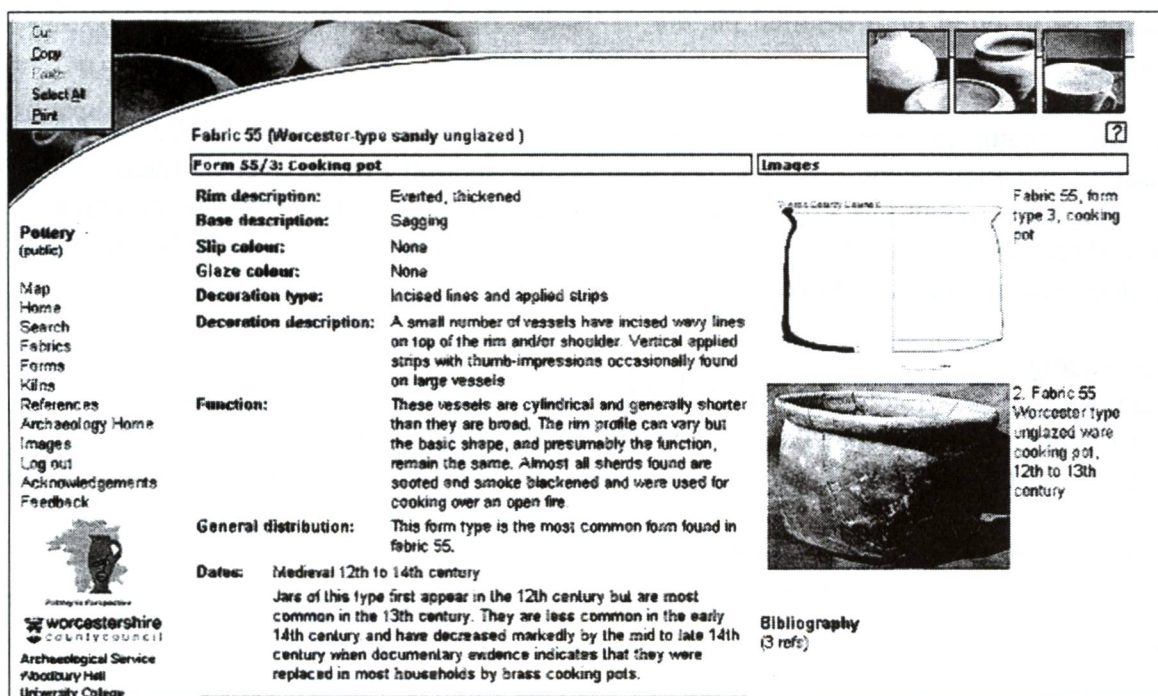 Cut
Copy
Paste
Select All
Print
Fabric 55 (Worcester-type sandy unglazed )
?
Form 55/3: Cooking pot
Rim description: Everted, thickened
Base description: Sagging
Slip colour: None
Glaze colour: None
Decoration type: Incised lines and applied strips
Decoration description: A small number of vessels have incised wavy lines
on top of the rim and/or shoulder. Vertical applied
strips with thumb-impressions occasionally found
on large vessels
Function: These vessels are cylindrical and generally shorter
than they are broad. The rim profile can vary but
the basic shape, and presumably the function,
remain the same. Almost all sherds found are
sooted and smoke blackened and were used for
cooking over an open fire.
General distribution: This form type is the most common form found in
fabric 55.
Dates: Medieval 12th to 14th century
Jars of this type first appear in the 12th century but are most
common in the 13th century. They are less common in the early
14th century and have decreased markedly by the mid to late 14th
century when documentary evidence indicates that they were
replaced in most households by brass cooking pots.
Images
County Council
Fabric 55, form
type 3, cooking
pot
2. Fabric 55
Worcester type
unglazed ware
cooking pot,
12th to 13th
century
Bibliography
(3 refs)
Pottery
(public)
Map
Home
Search
Fabrics
Forms
Kilns
References
Archaeology Home
Images
Log out
Acknowledgements
Feedback
Pottery in Perspective
worcestershire
countycouncil
Archaeological Service
Woodbury Hall
University College